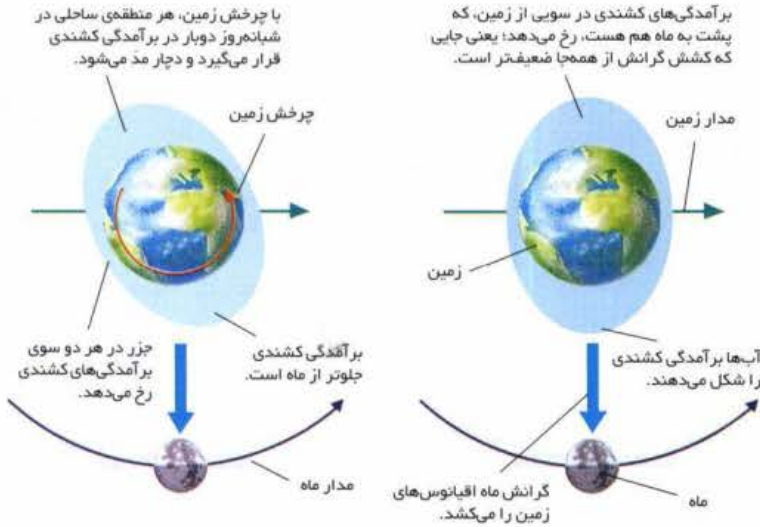 برآمدگی‌های کشندی در سویی از زمین، که
پشت به ماه هم هست، رخ می‌دهد؛ یعنی جایی
که کشش گرانش از همه‌جا ضعیف‌تر است.
مدار زمین
زمین
آب‌ها برآمدگی کشندی
را شکل می‌دهند.
گرانش ماه اقیانوس‌های
زمین را می‌کشد.
ماه
با چرخش زمین، هر منطقه‌ی ساحلی در
شبانه‌روز دوبار در برآمدگی کشندی
قرار می‌گیرد و دچار مدّ می‌شود.
چرخش زمین
جزر در هر دو سوی
برآمدگی‌های کشندی
رخ می‌دهد.
برآمدگی کشندی
جلوتر از ماه است.
مدار ماه